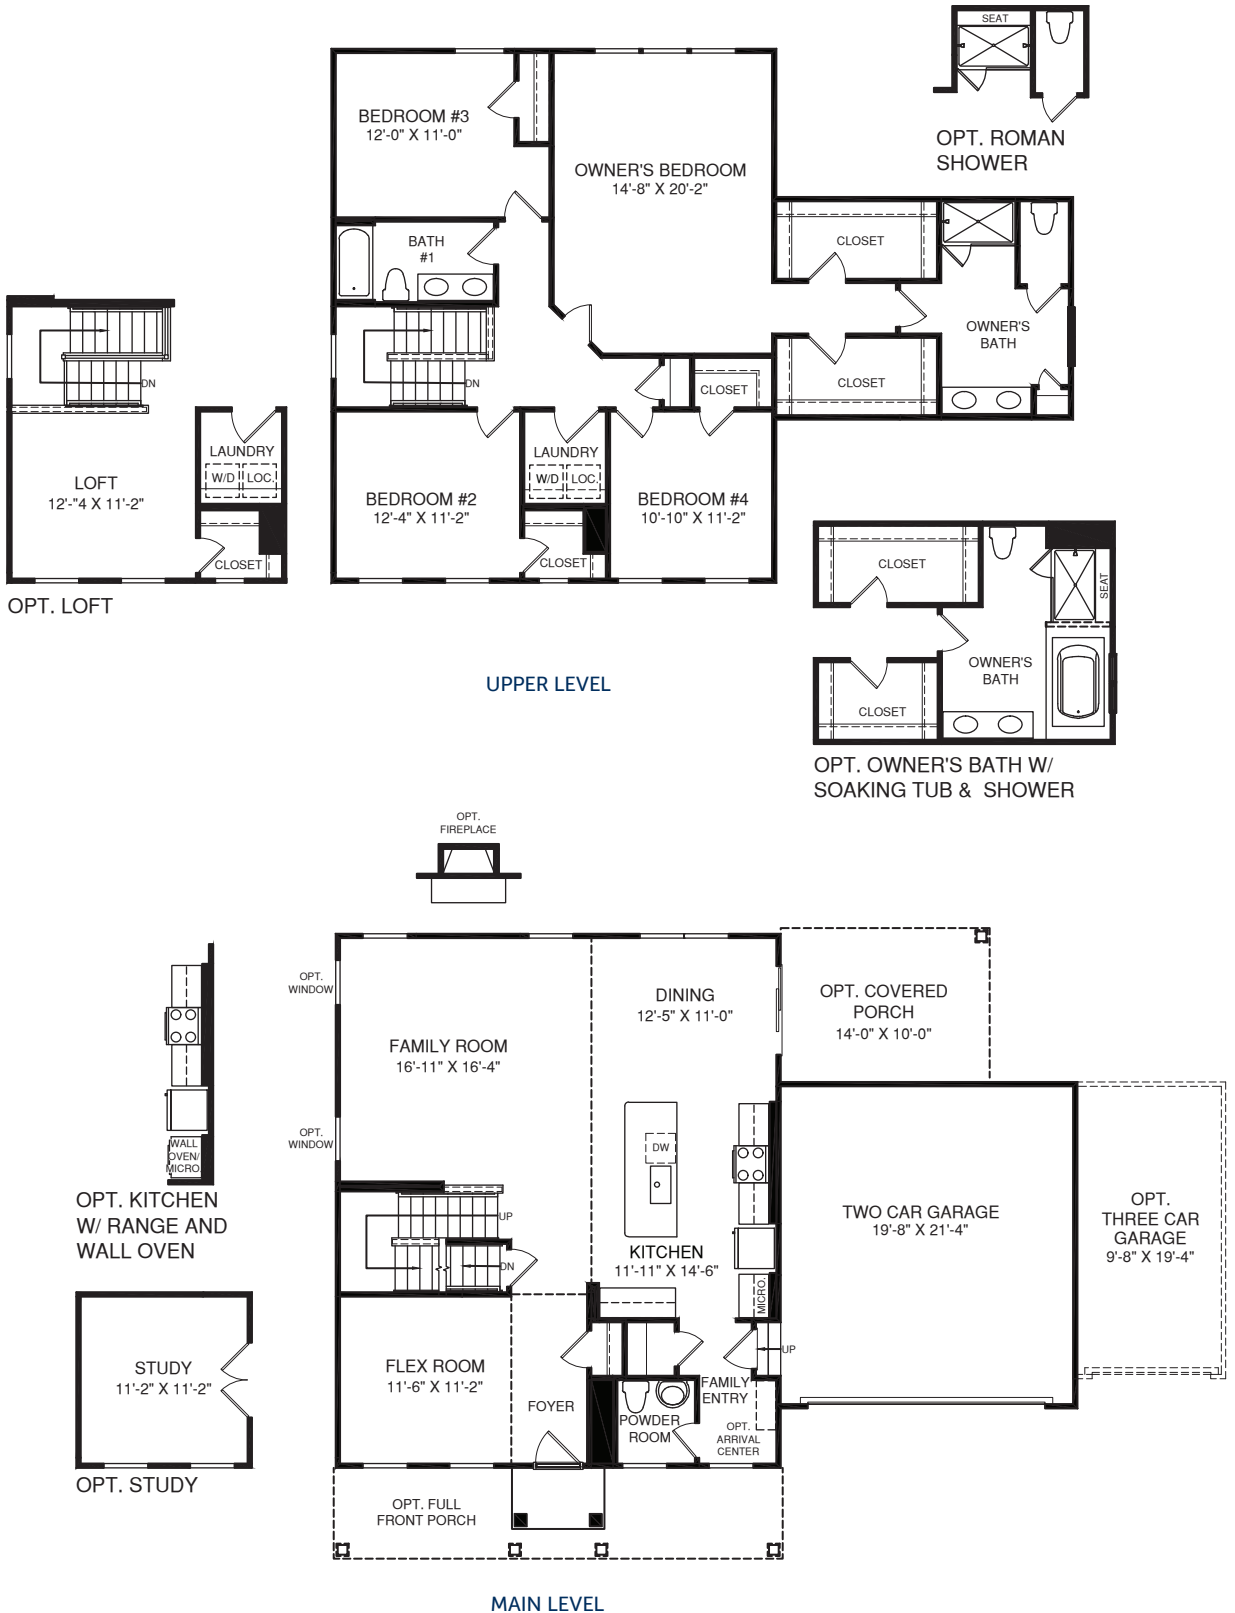 SEAT
OPT. ROMAN
SHOWER
BEDROOM #3
12'-0" X 11'-0"
OWNER'S BEDROOM
14'-8" X 20'-2"
BATH
#1
CLOSET
OWNER'S
BATH
CLOSET
DN
CLOSET
LAUNDRY
W/D
LOC.
BEDROOM #2
12'-4" X 11'-2"
BEDROOM #4
10'-10" X 11'-2"
CLOSET
DN
LAUNDRY
W/D
LOC.
LOFT
12'-"4 X 11'-2"
CLOSET
OPT. LOFT
CLOSET
SEAT
OWNER'S
BATH
CLOSET
OPT. OWNER'S BATH W/
SOAKING TUB & SHOWER
UPPER LEVEL
OPT.
FIREPLACE
OPT.
WINDOW
DINING
12'-5" X 11'-0"
OPT. COVERED
PORCH
14'-0" X 10'-0"
FAMILY ROOM
16'-11" X 16'-4"
OPT.
WINDOW
DW
WALL
OVEN/
MICRO.
OPT. KITCHEN
W/ RANGE AND
WALL OVEN
UP
DN
KITCHEN
11'-11" X 14'-6"
MICRO.
TWO CAR GARAGE
19'-8" X 21'-4"
OPT.
THREE CAR
GARAGE
9'-8" X 19'-4"
UP
STUDY
11'-2" X 11'-2"
OPT. STUDY
FLEX ROOM
11'-6" X 11'-2"
FOYER
FAMILY
ENTRY
POWDER
ROOM
OPT.
ARRIVAL
CENTER
OPT. FULL
FRONT PORCH
MAIN LEVEL